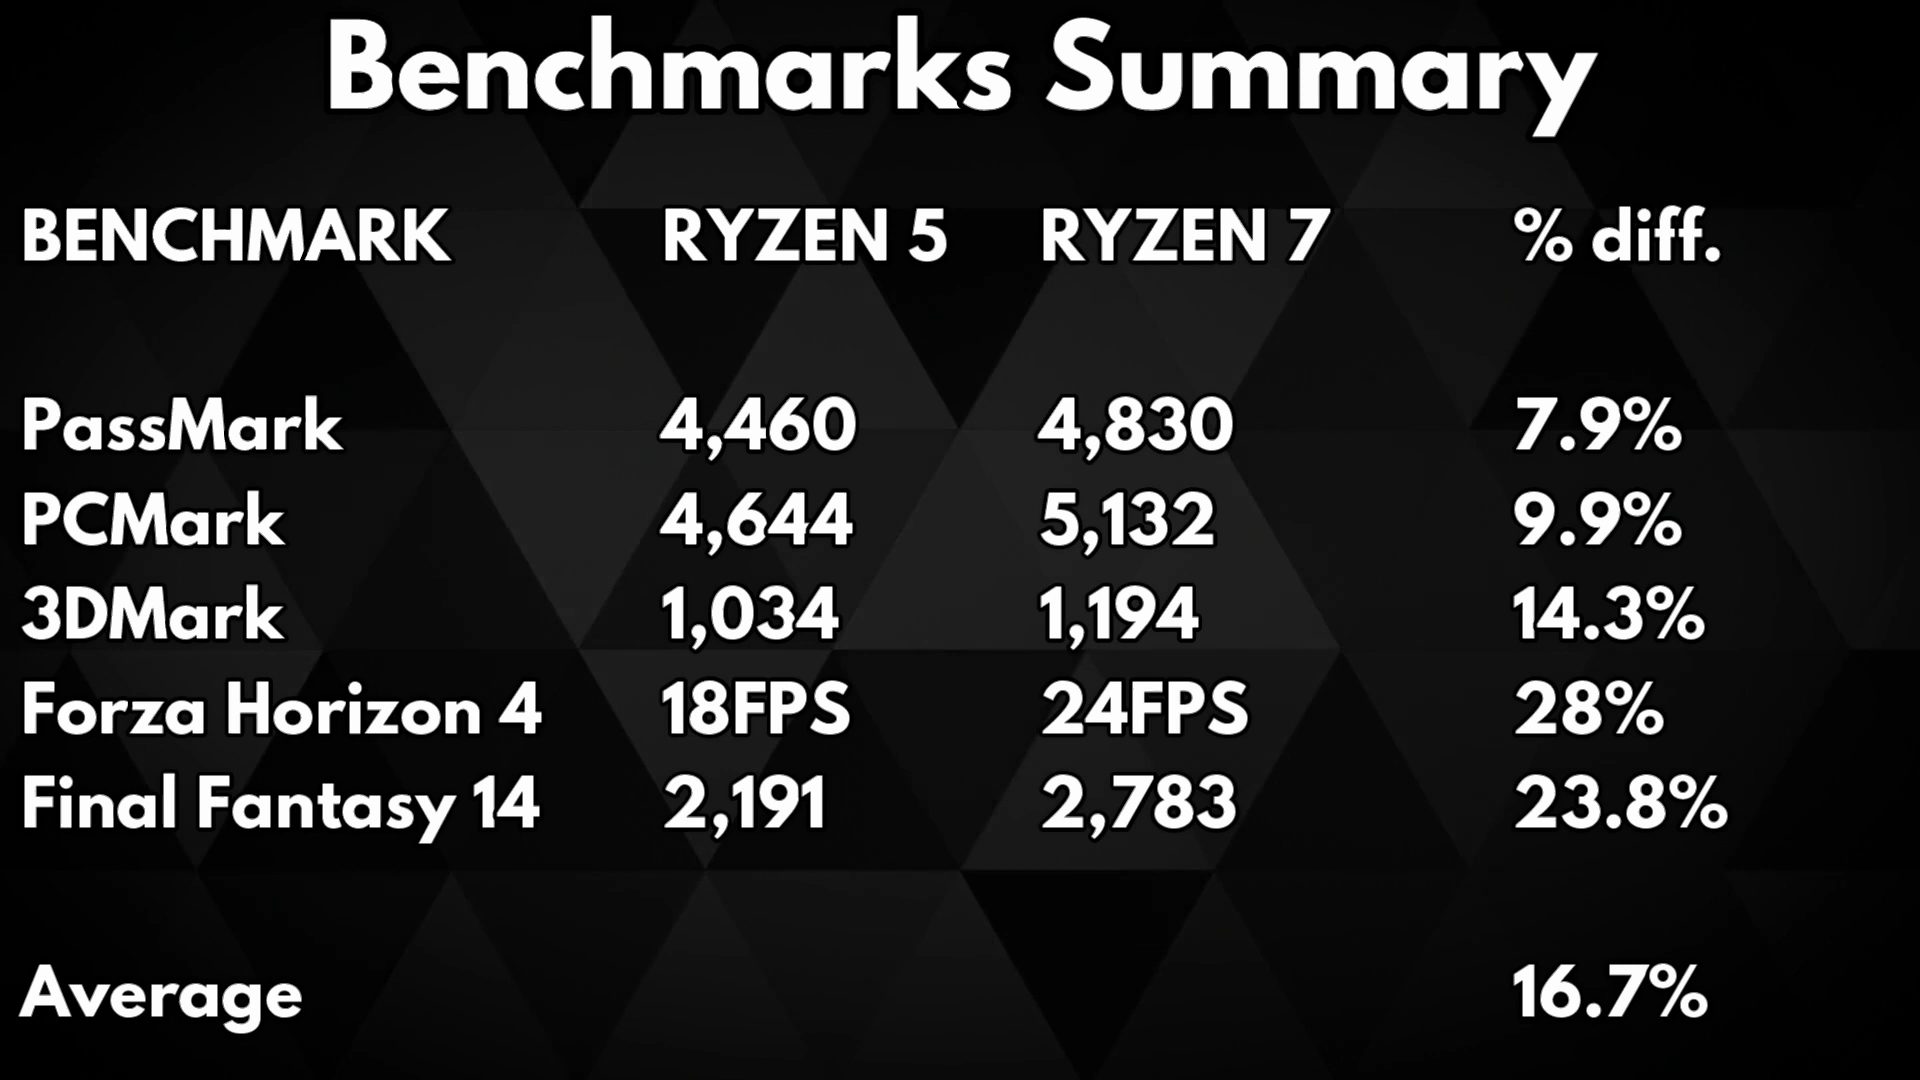 Benchmarks Summary
BENCHMARK RYZEN 5 RYZEN 7 % diff.
PassMark 4,460 4,830 7.9%
PCMark 4,644 5,132 9.9%
3DMark 1,034 1,194 14.3%
Forza Horizon 4 18FPS 24FPS 28%
Final Fantasy 14 2,191 2,783 23.8%
Average 16.7%